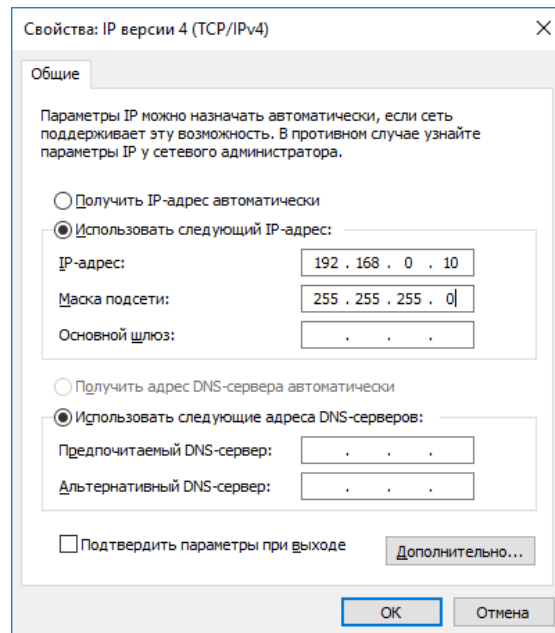 Свойства: IP версии 4 (TCP/IPv4)
Общие
Параметры IP можно назначать автоматически, если сеть
поддерживает эту возможность. В противном случае узнайте
параметры IP у сетевого администратора.
Получить IP-адрес автоматически
Использовать следующий IP-адрес:
IP-адрес: 192 . 168 . 0 . 10
Маска подсети: 255 . 255 . 255 . 0
Основной шлюз: . . .
Получить адрес DNS-сервера автоматически
Использовать следующие адреса DNS-серверов:
Предпочитаемый DNS-сервер: . . .
Альтернативный DNS-сервер: . . .
Подтвердить параметры при выходе Дополнительно...
OK Отмена